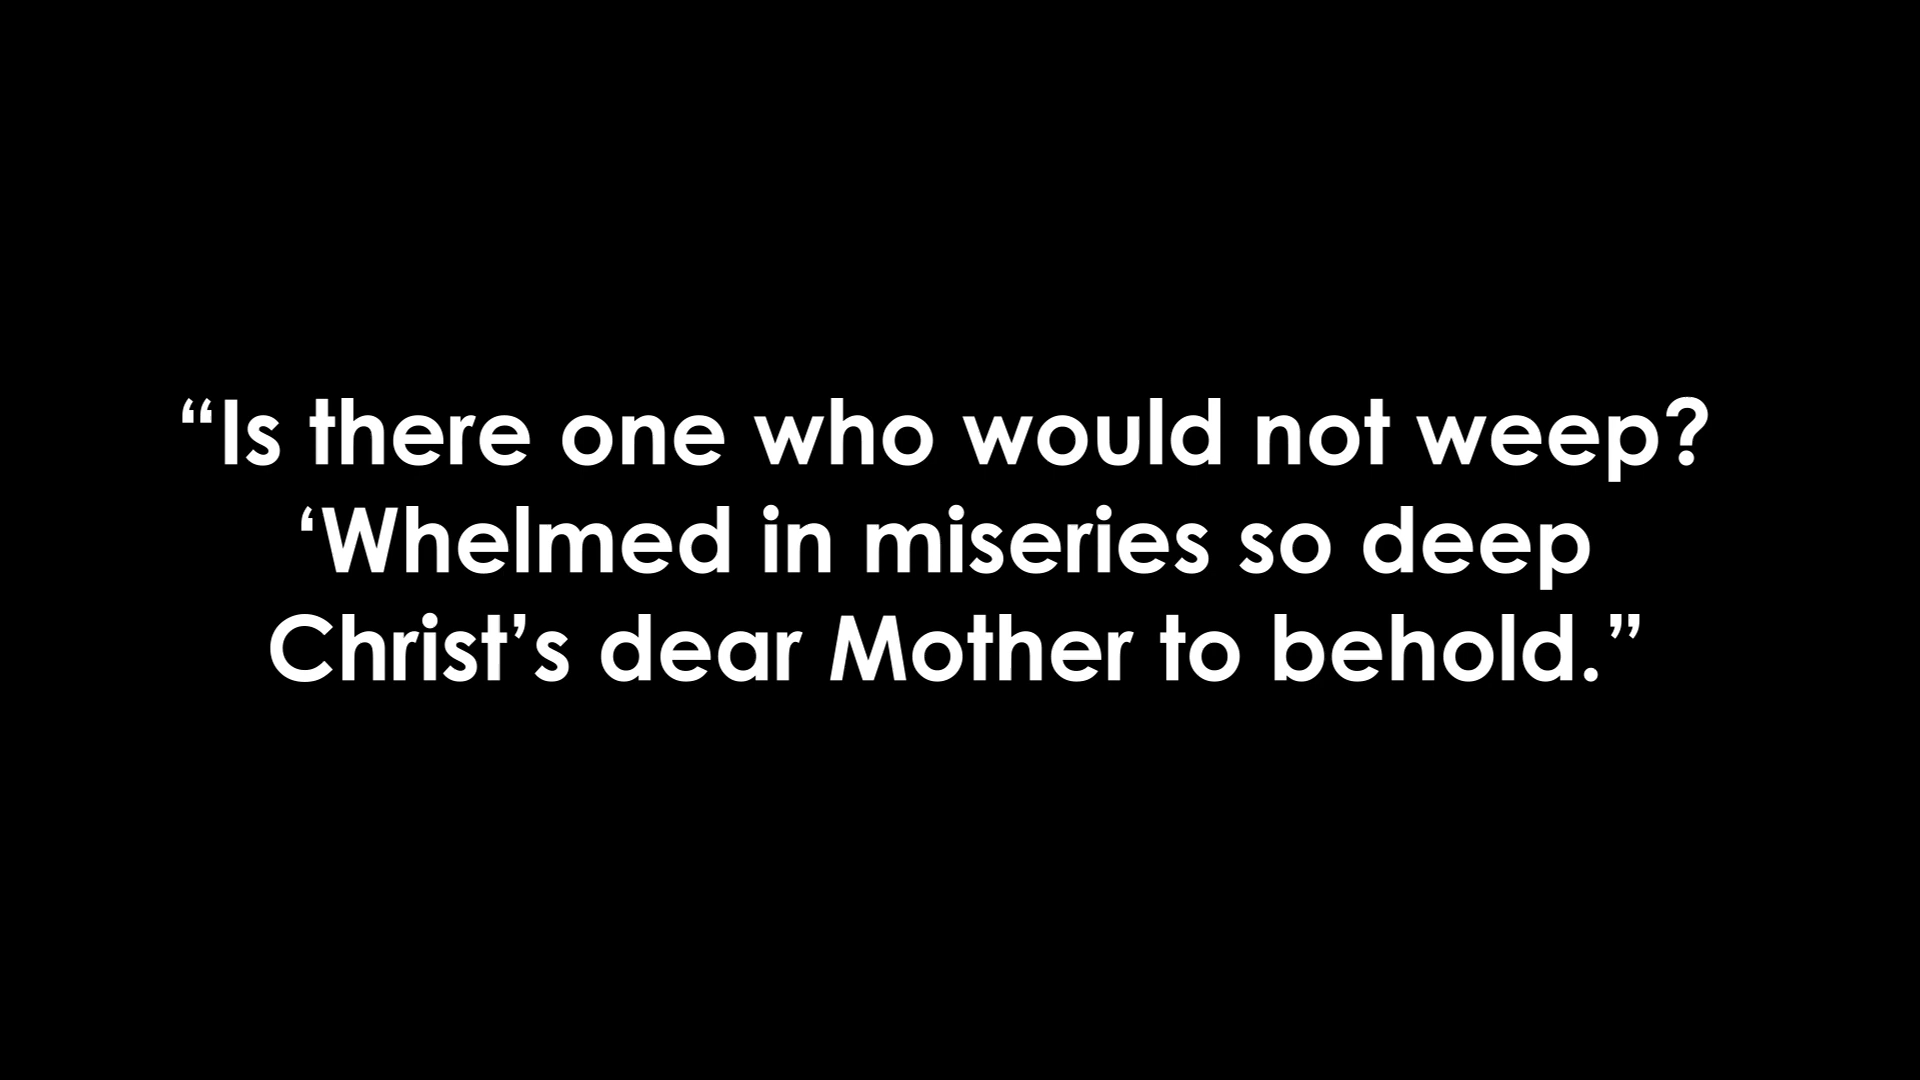 “Is there one who would not weep?
‘Whelmed in miseries so deep
Christ’s dear Mother to behold.”